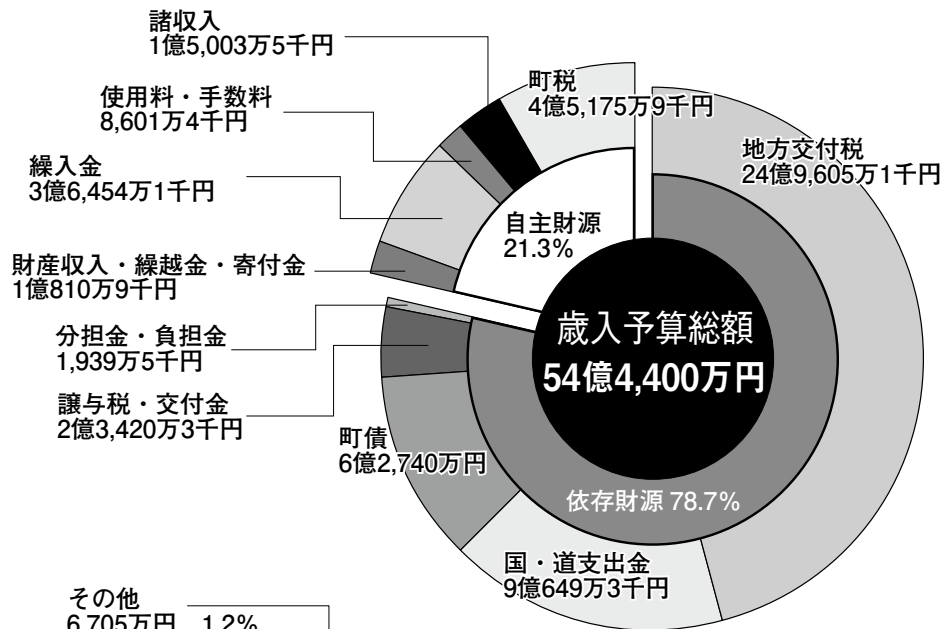 諸収入
1億5,003万5千円
使用料・手数料
8,601万4千円
繰入金
3億6,454万1千円
財産収入・繰越金・寄付金
1億810万9千円
分担金・負担金
1,939万5千円
譲与税・交付金
2億3,420万3千円
町債
6億2,740万円
町税
4億5,175万9千円
地方交付税
24億9,605万1千円
自主財源
21.3%
歳入予算総額
54億4,400万円
依存財源 78.7%
国・道支出金
9億649万3千円
その他
6,705万円 1.2%